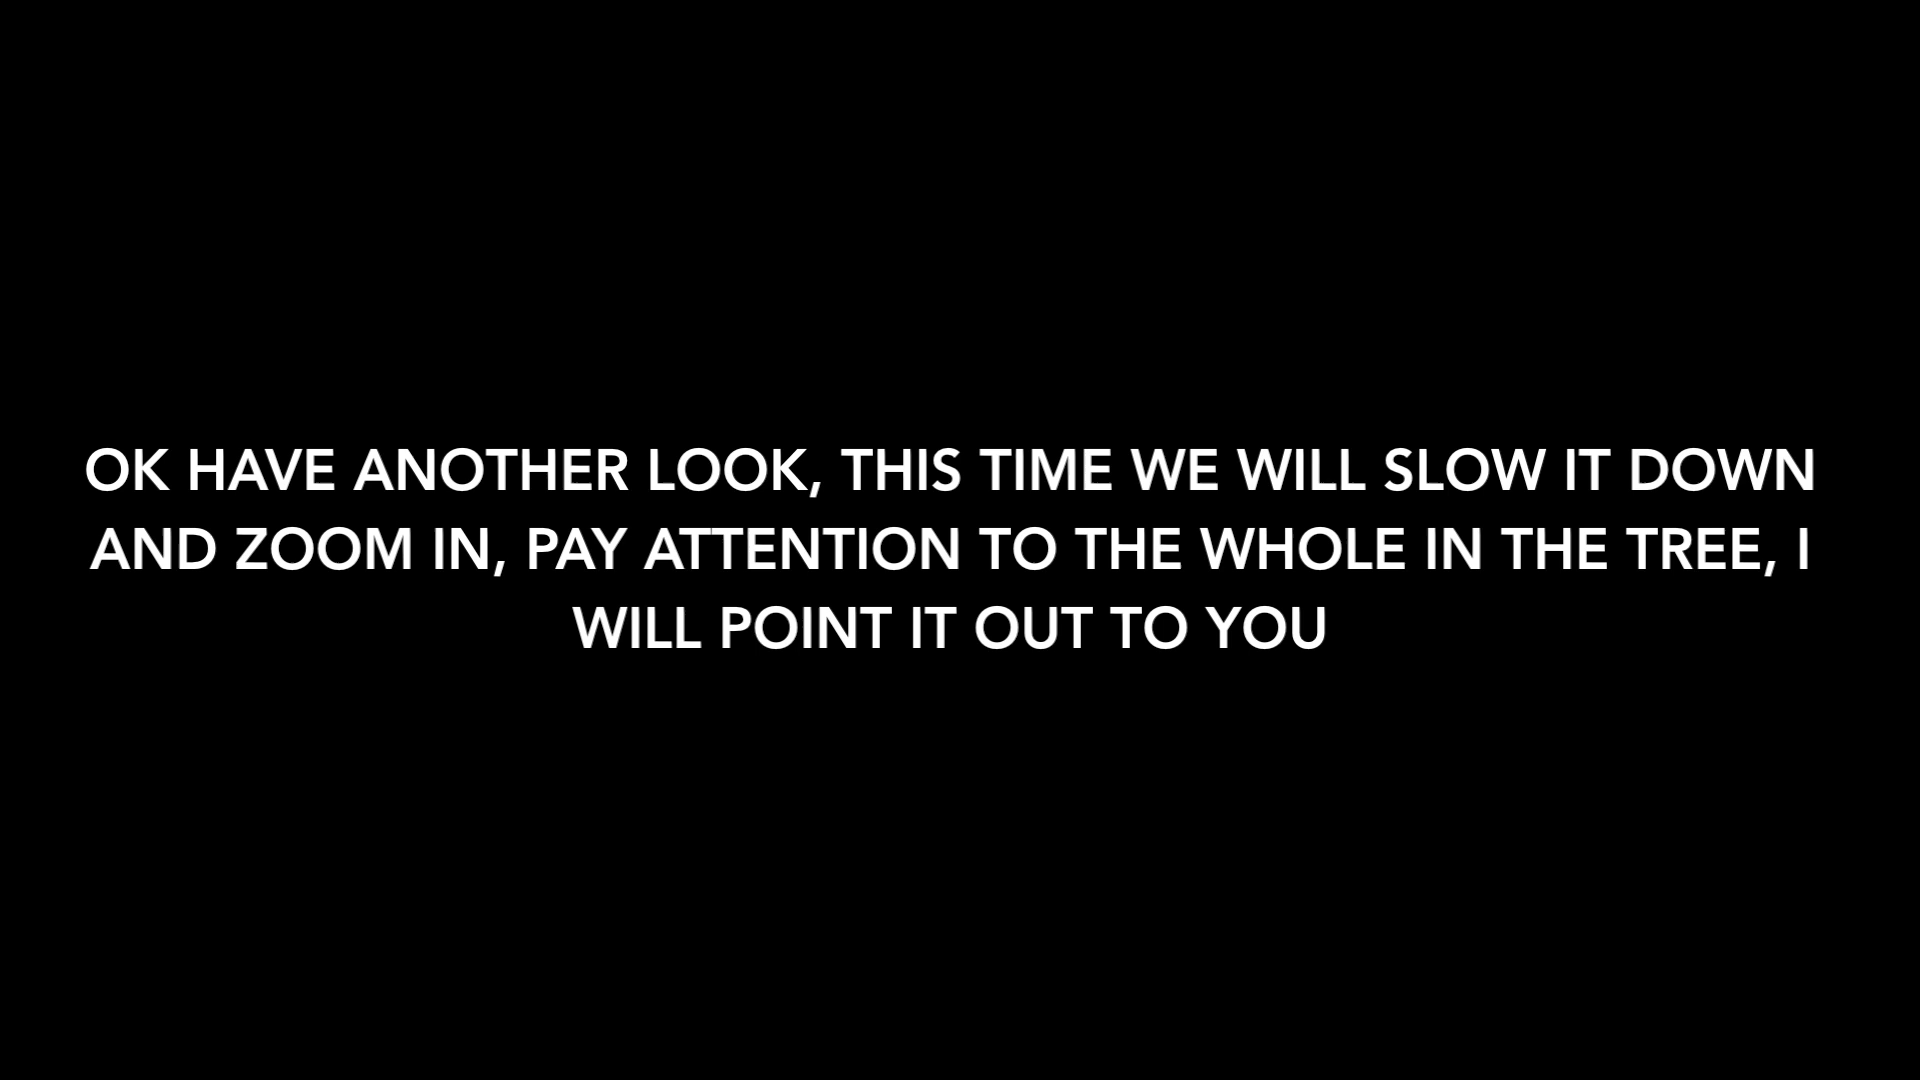 OK HAVE ANOTHER LOOK, THIS TIME WE WILL SLOW IT DOWN
AND ZOOM IN, PAY ATTENTION TO THE WHOLE IN THE TREE, I
WILL POINT IT OUT TO YOU